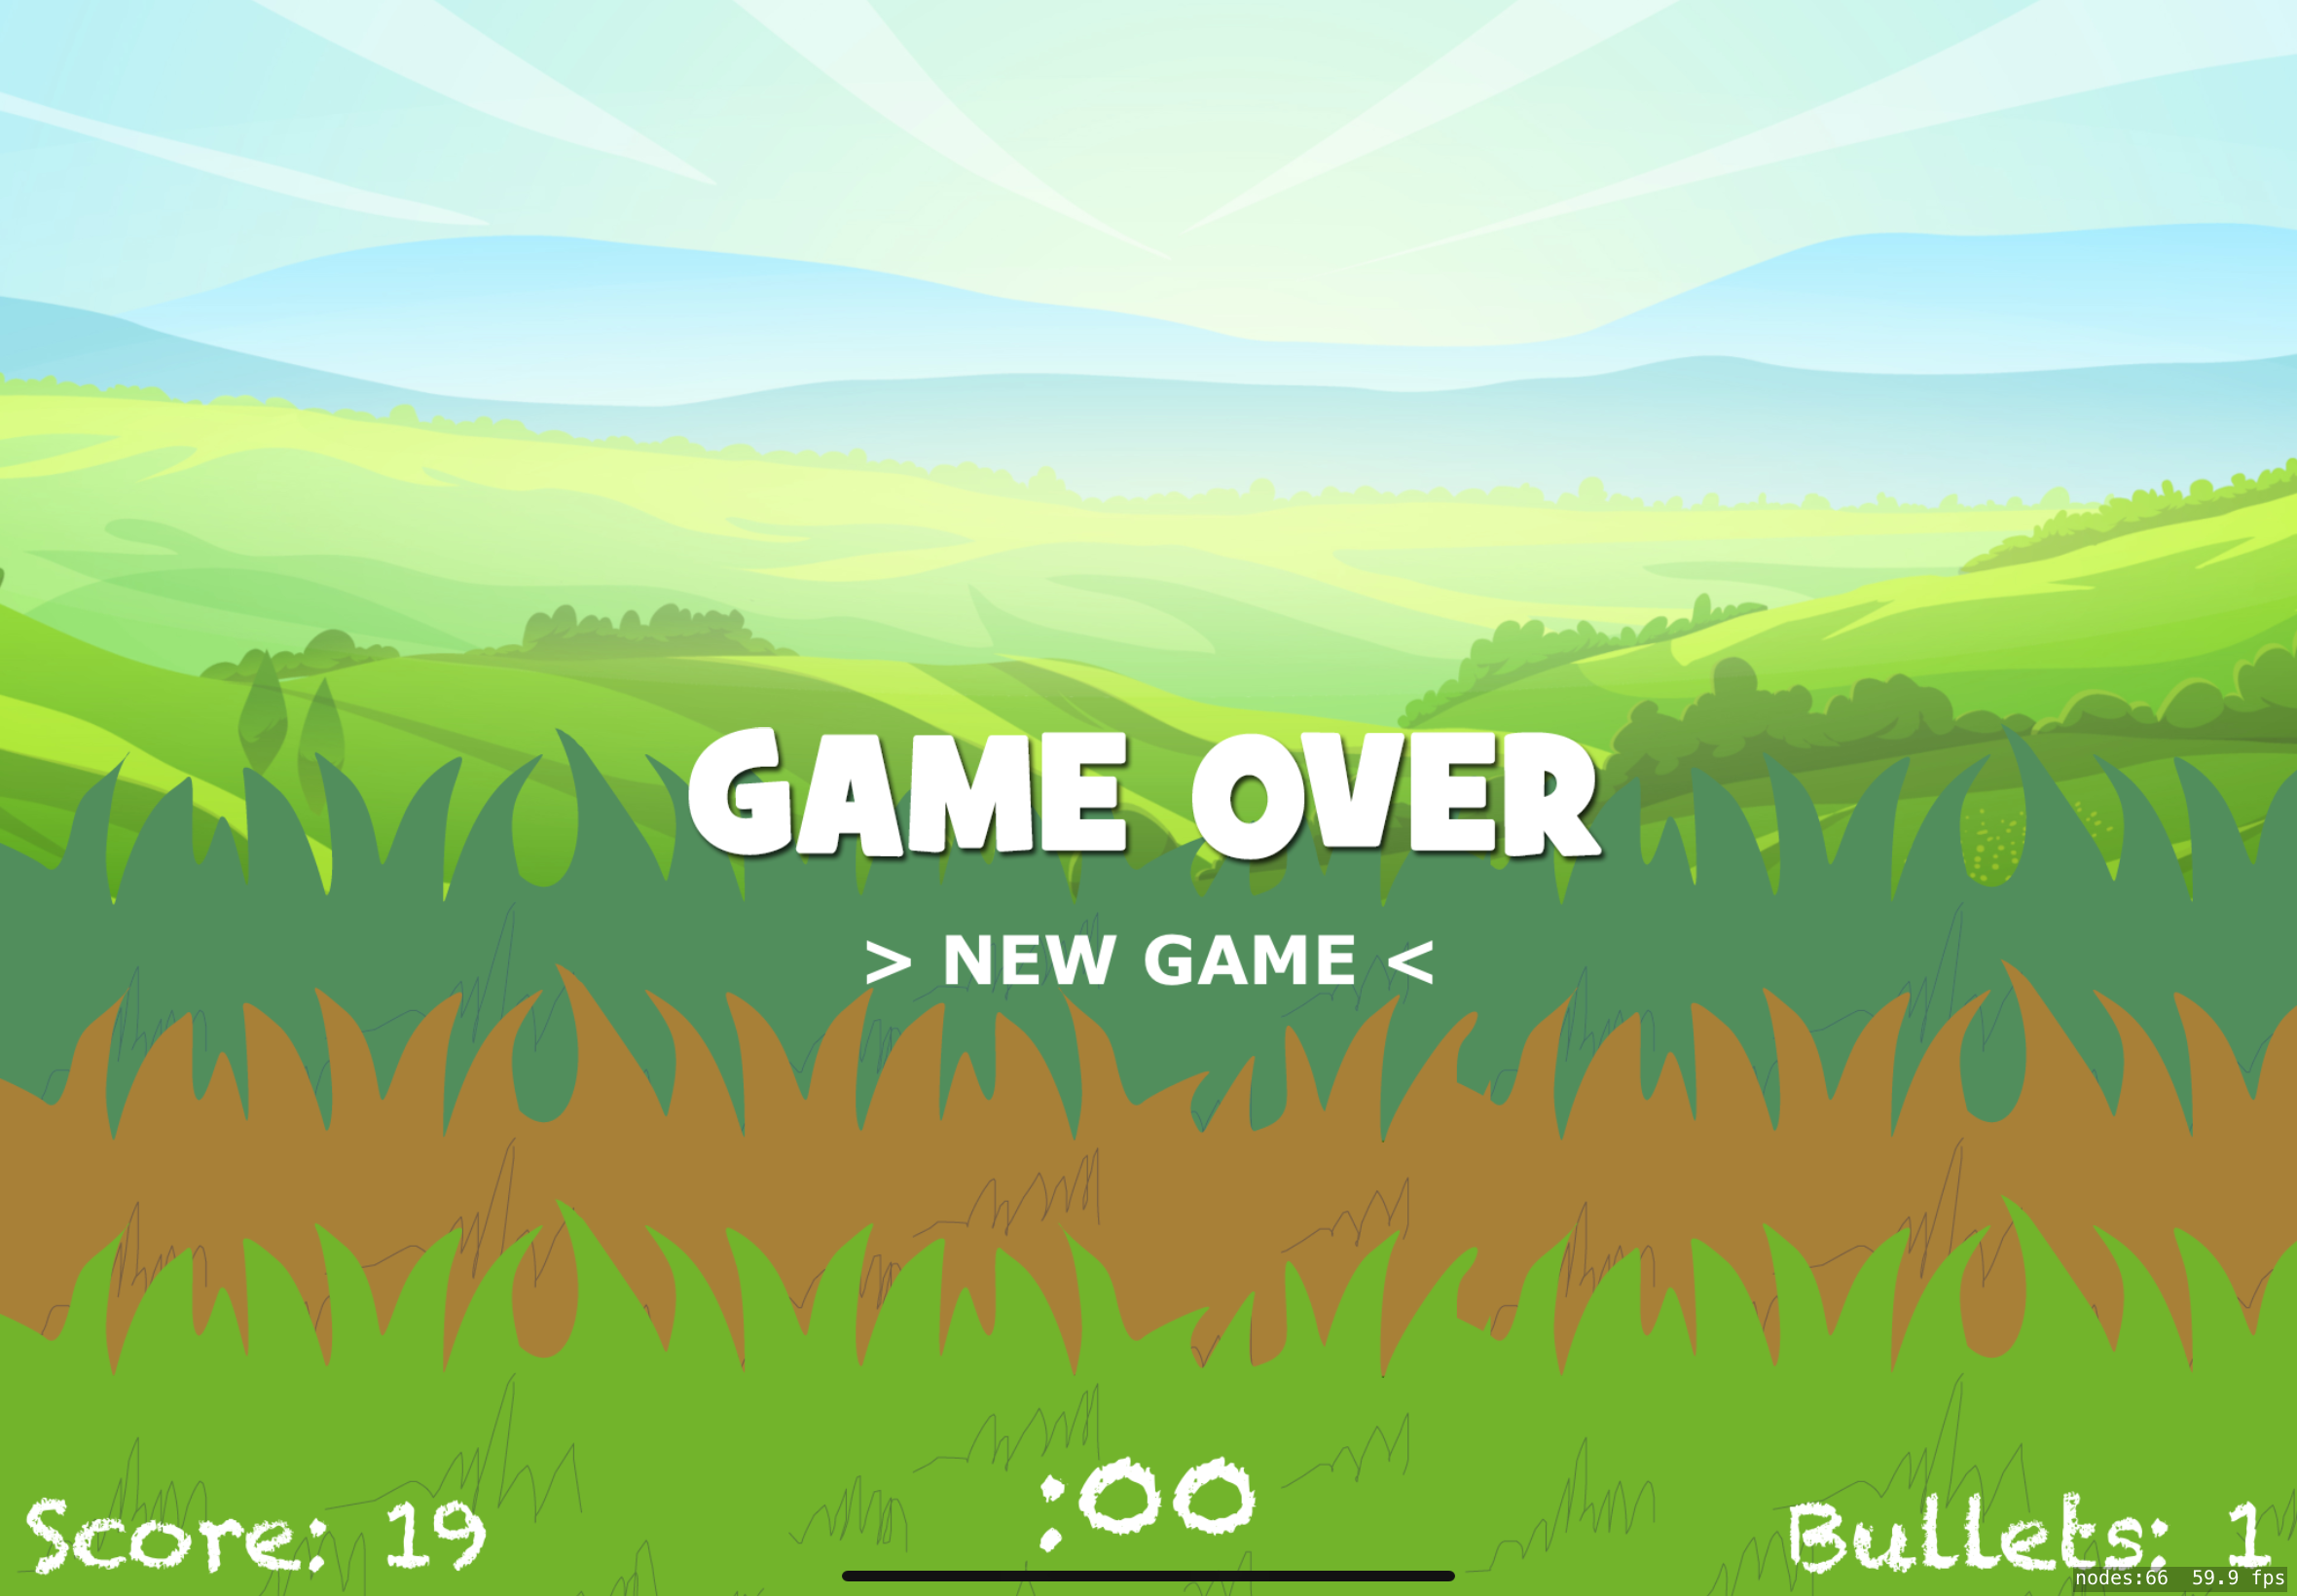 GAME OVER
> NEW GAME <
:00
Score: 19
Bullets: 1
nodes:66 59.9 fps